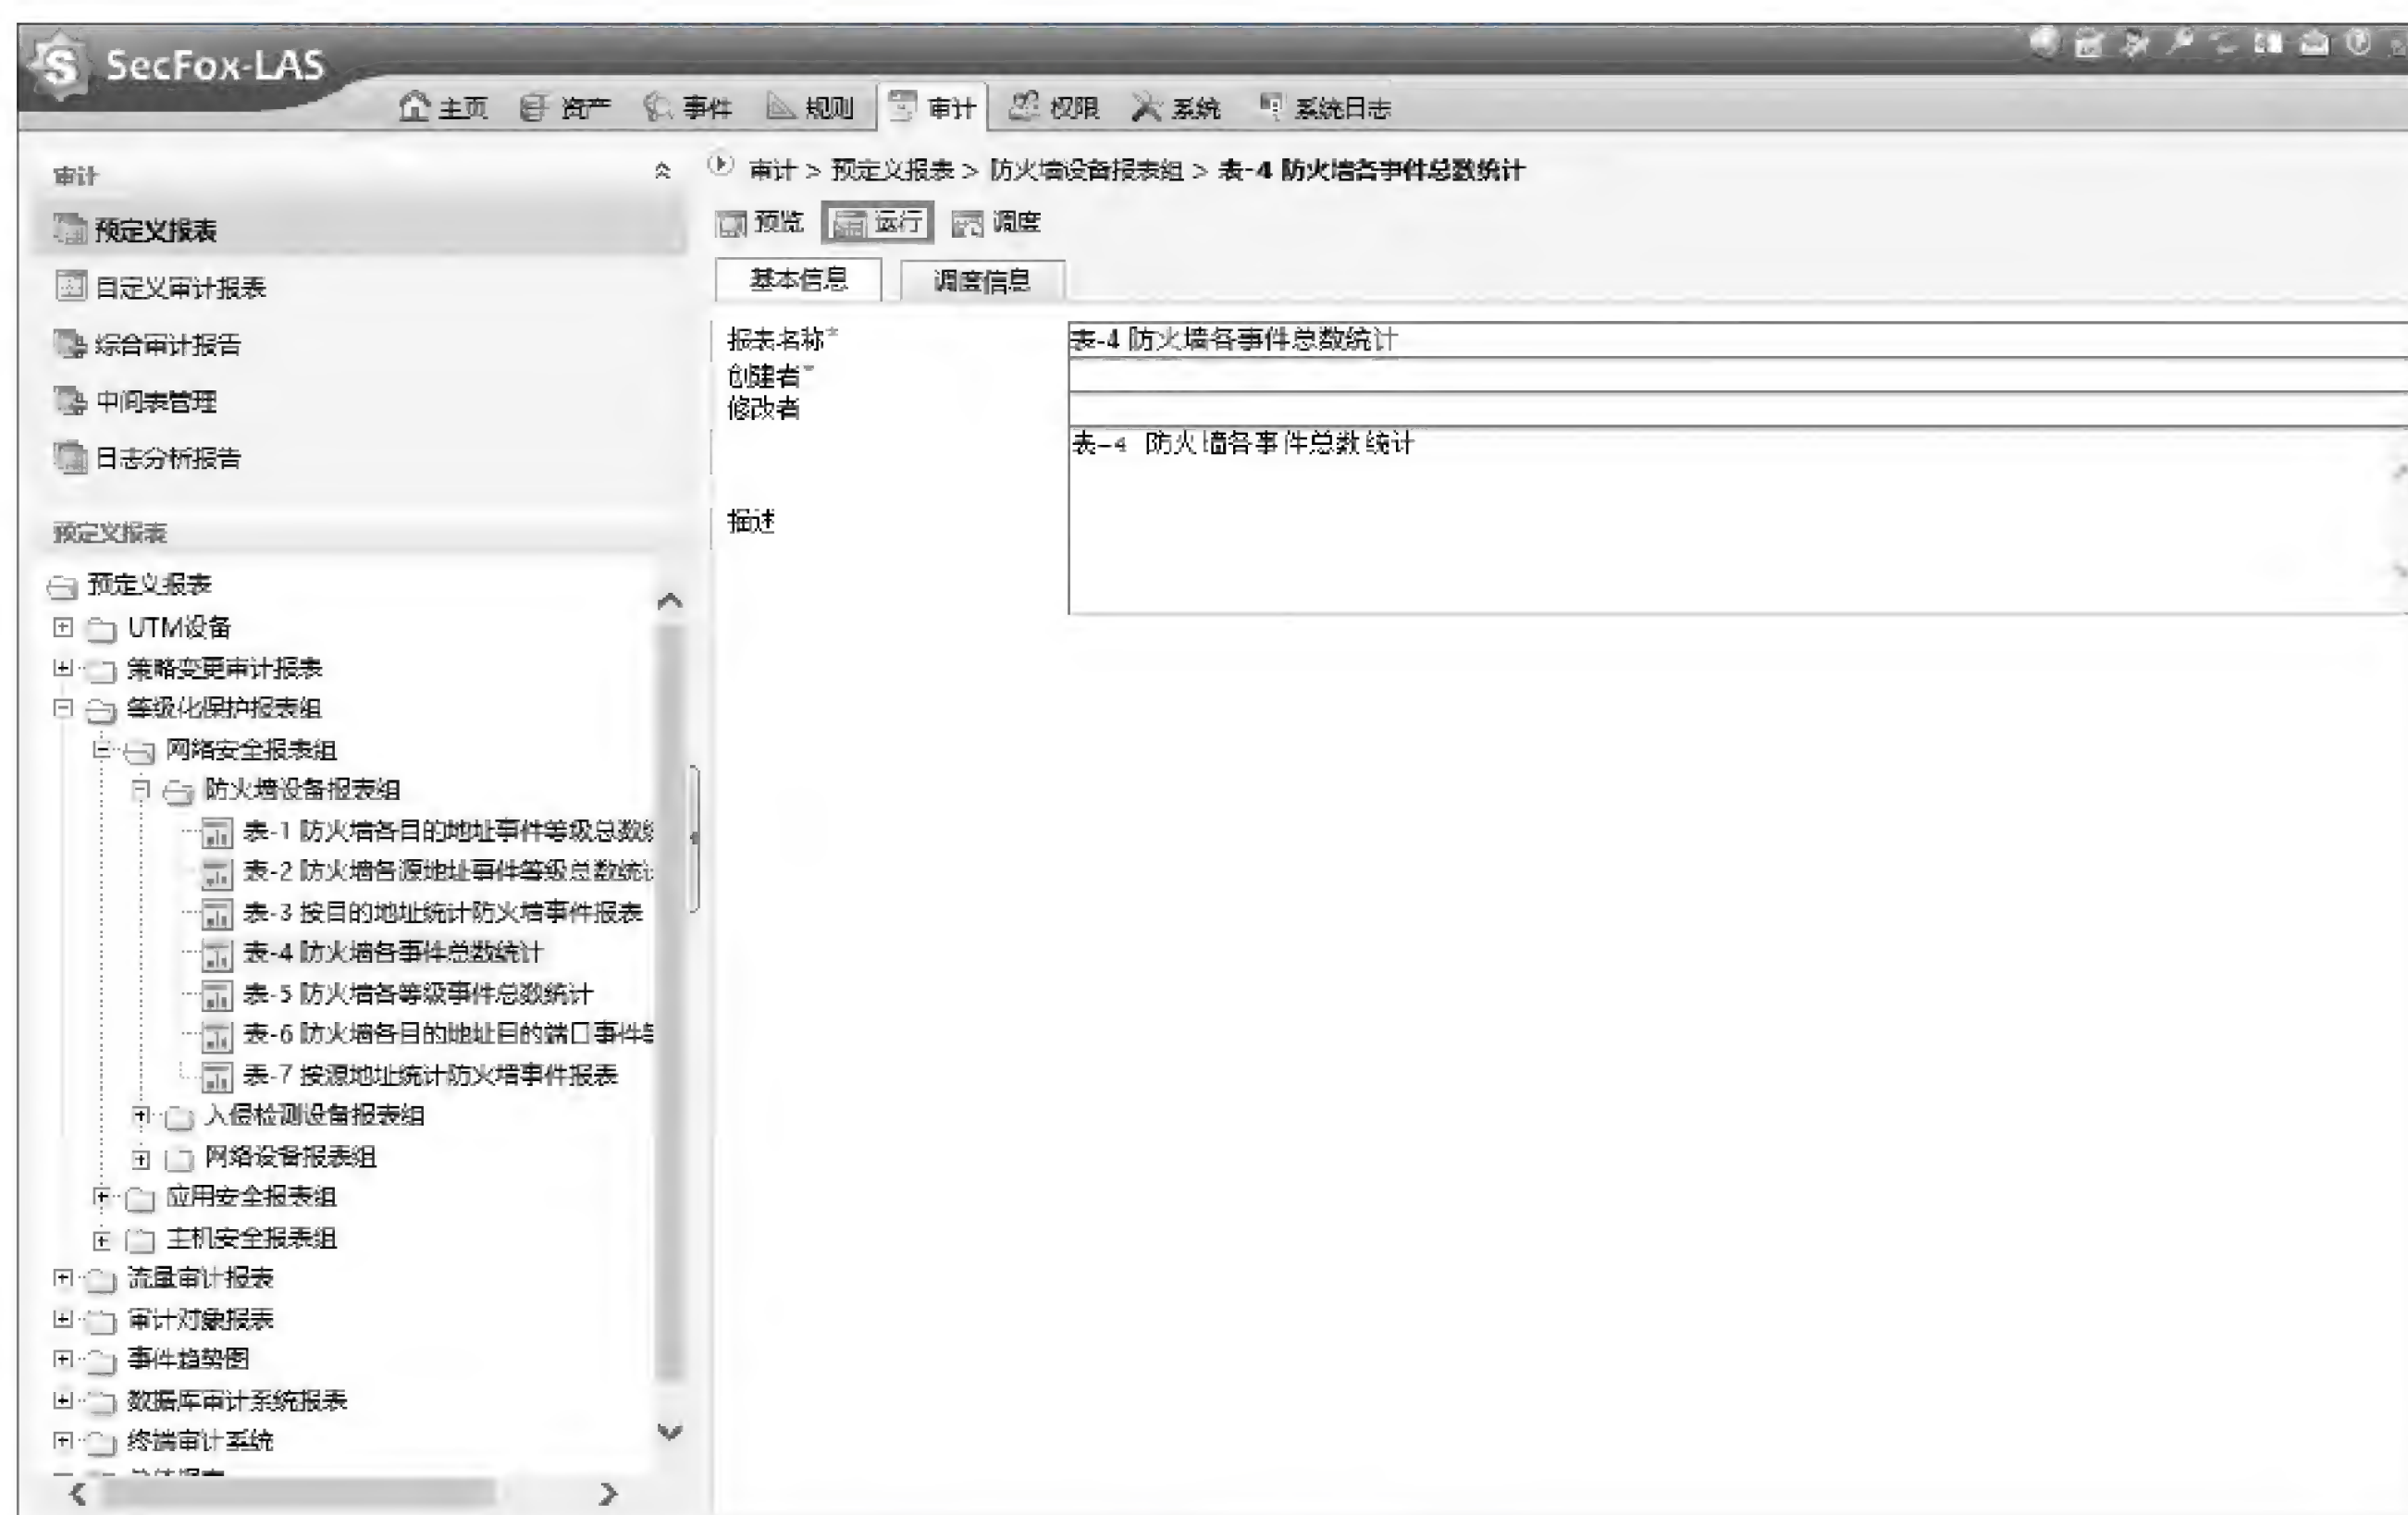 SecFox-LAS
主页 资产 事件 规则 审计 权限 系统 系统日志
审计
预定义报表
自定义审计报表
综合审计报告
中间表管理
日志分析报告
预定义报表
预定义报表
UTM设备
策略变更审计报表
等级化保护报表组
网络安全报表组
防火墙设备报表组
表-1 防火墙各目的地址事件等级总数
表-2 防火墙各源地址事件等级总数统
表-3 按目的地址统计防火墙事件报表
表-4 防火墙各事件总数统计
表-5 防火墙各等级事件总数统计
表-6 防火墙各目的地址目的端口事件
表-7 按源地址统计防火墙事件报表
入侵检测设备报表组
网络设备报表组
应用安全报表组
主机安全报表组
流量审计报表
审计对象报表
事件趋势图
数据库审计系统报表
终端审计系统
审计 > 预定义报表 > 防火墙设备报表组 > 表-4 防火墙各事件总数统计
预览 运行 调度
基本信息 调度信息
报表名称* 表-4 防火墙各事件总数统计
创建者*
修改者
表-4 防火墙各事件总数统计
描述